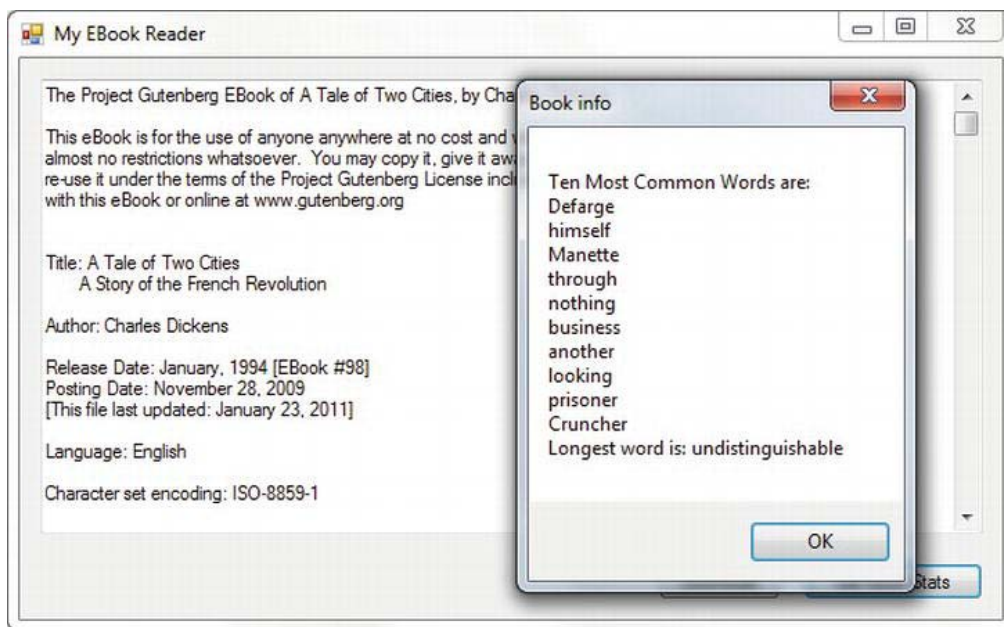 My EBook Reader
The Project Gutenberg EBook of A Tale of Two Cities, by Cha
This eBook is for the use of anyone anywhere at no cost and
almost no restrictions whatsoever. You may copy it, give it
re-use it under the terms of the Project Gutenberg License
with this eBook or online at www.gutenberg.org
Title: A Tale of Two Cities
A Story of the French Revolution
Author: Charles Dickens
Release Date: January, 1994 [EBook #98]
Posting Date: November 28, 2009
[This file last updated: January 23, 2011]
Language: English
Character set encoding: ISO-8859-1
Book info
Ten Most Common Words are:
Defarge
himself
Manette
through
nothing
business
another
looking
prisoner
Cruncher
Longest word is: undistinguishable
OK
Stats